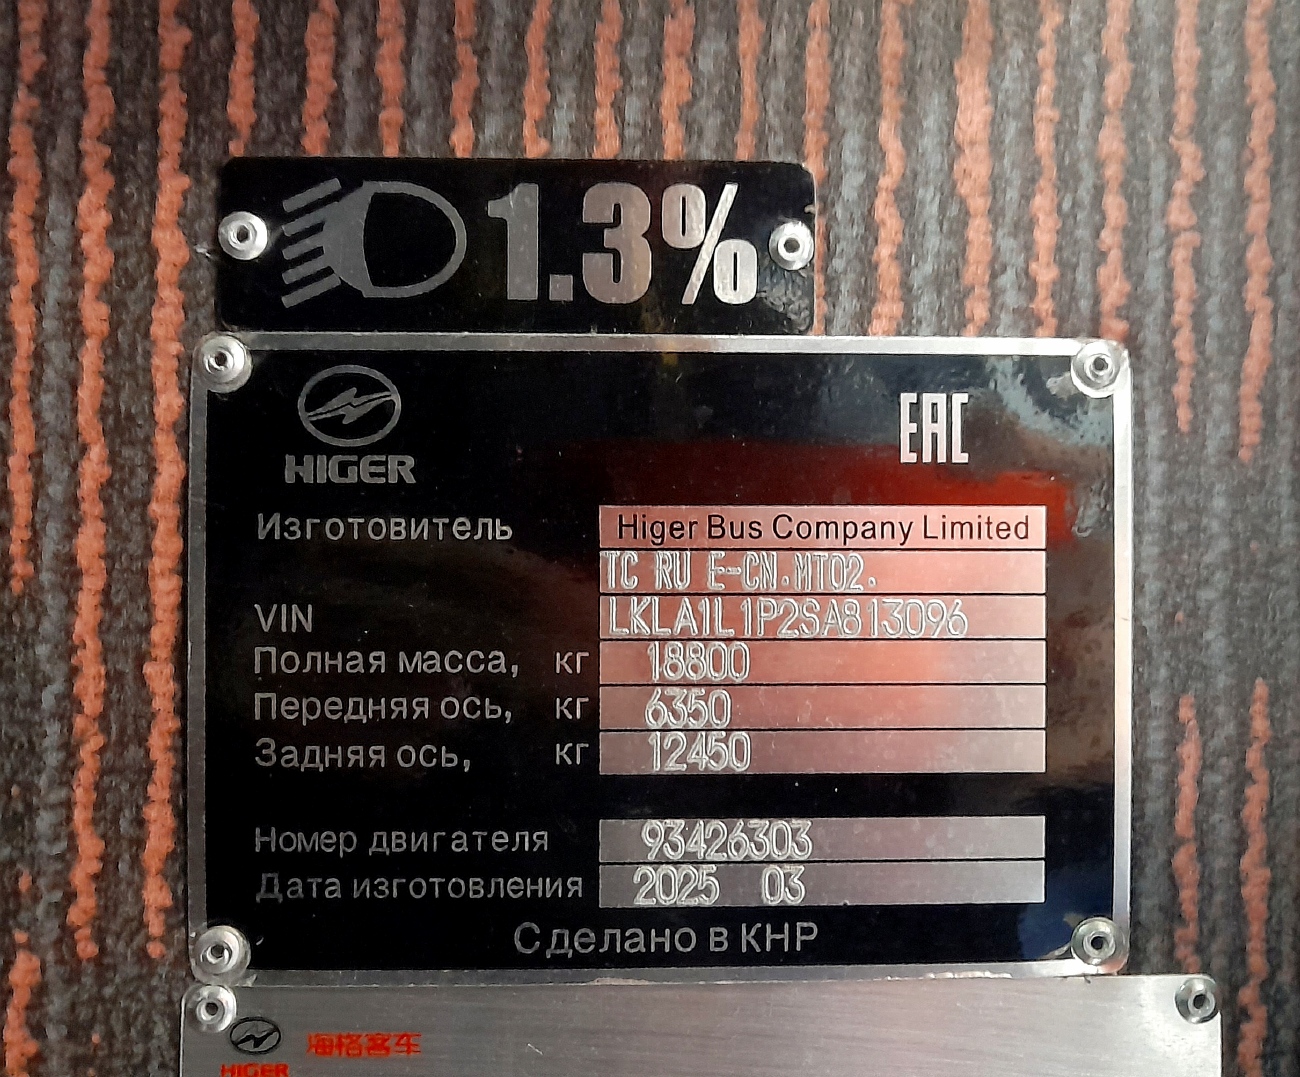 1.3%
HIGER
EAC
Изготовитель Higer Bus Company Limited
TC RU E-CN.MT02.
VIN LKLA1L1P2SA813096
Полная масса, кг 18800
Передняя ось, кг 6350
Задняя ось, кг 12450
Номер двигателя 93426303
Дата изготовления 2025 03
Сделано в КНР
海格客车
HIGER